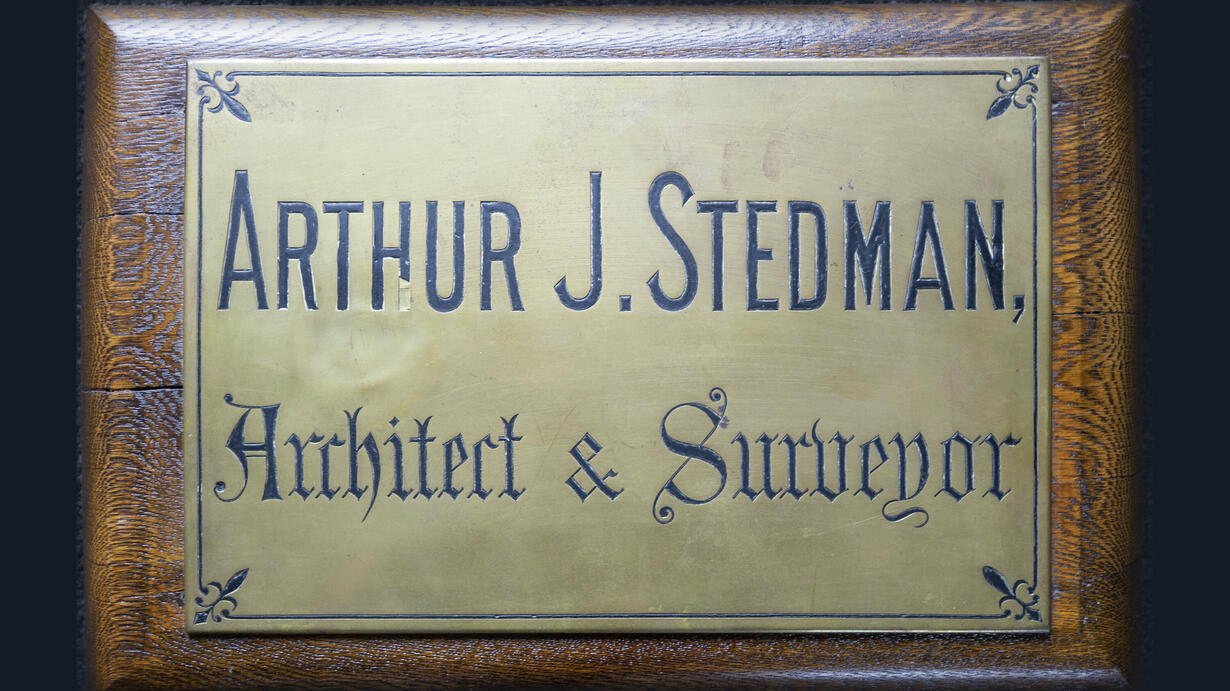 ARTHUR J. STEDMAN,
Architect & Surveyor